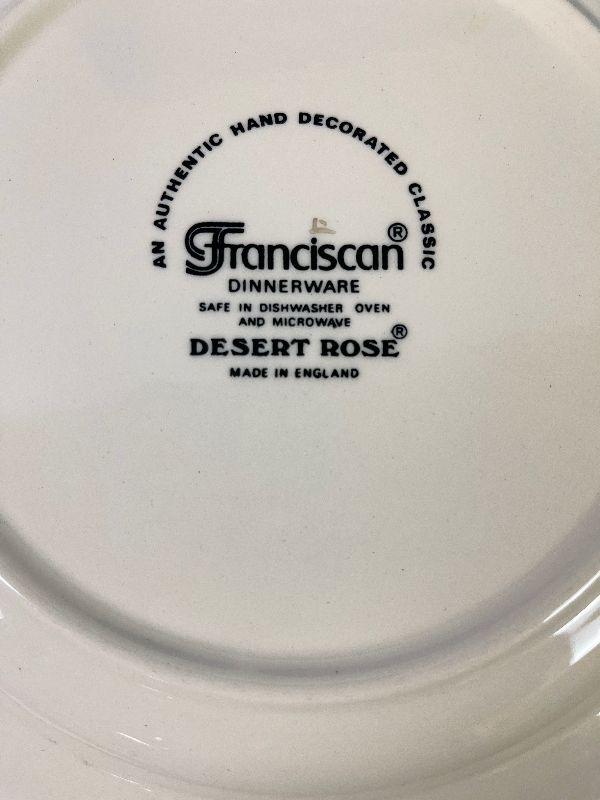 AN AUTHENTIC HAND DECORATED CLASSIC
Franciscan®
DINNERWARE
SAFE IN DISHWASHER OVEN
AND MICROWAVE
DESERT ROSE®
MADE IN ENGLAND